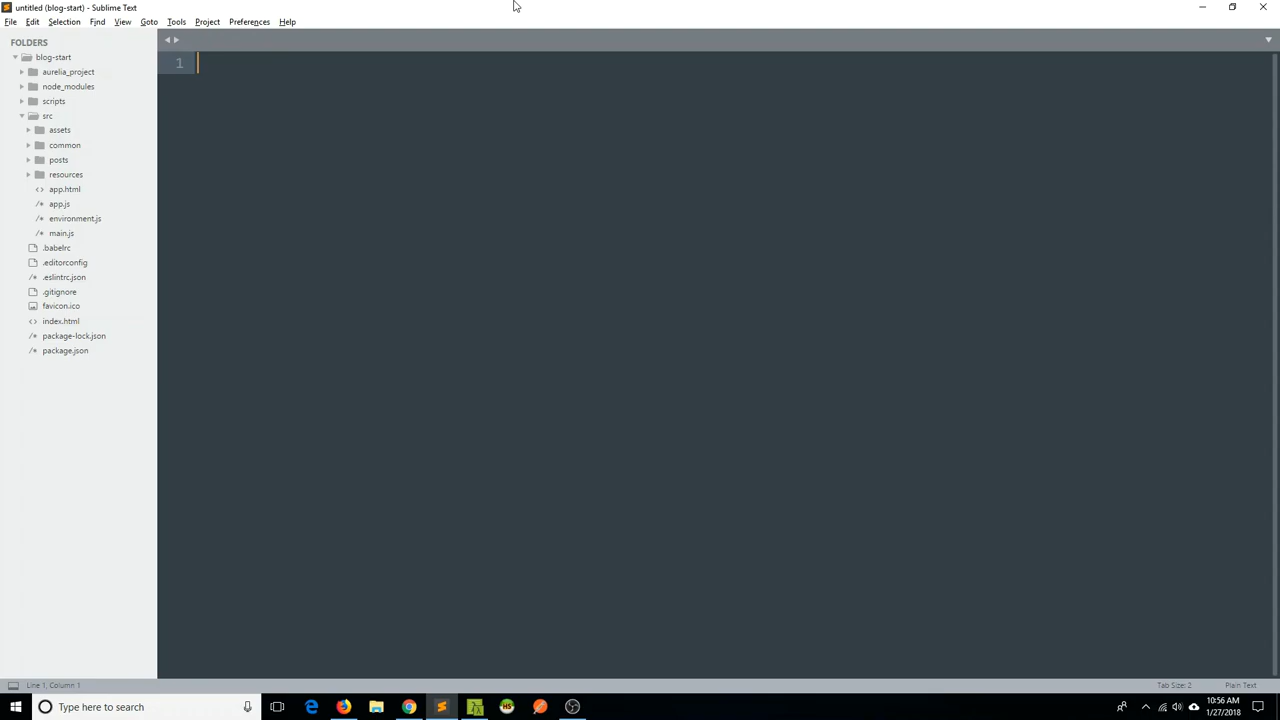 untitled (blog-start) - Sublime Text
File Edit Selection Find View Goto Tools Project Preferences Help
FOLDERS
blog-start
1
aurelia_project
node_modules
scripts
src
assets
common
posts
resources
app.html
app.js
environment.js
main.js
.babelrc
.editorconfig
.eslintrc.json
.gitignore
favicon.ico
index.html
package-lock.json
package.json
Line 1, Column 1 Tab Size: 2 Plain Text
Type here to search
HS
10:56 AM
1/27/2018